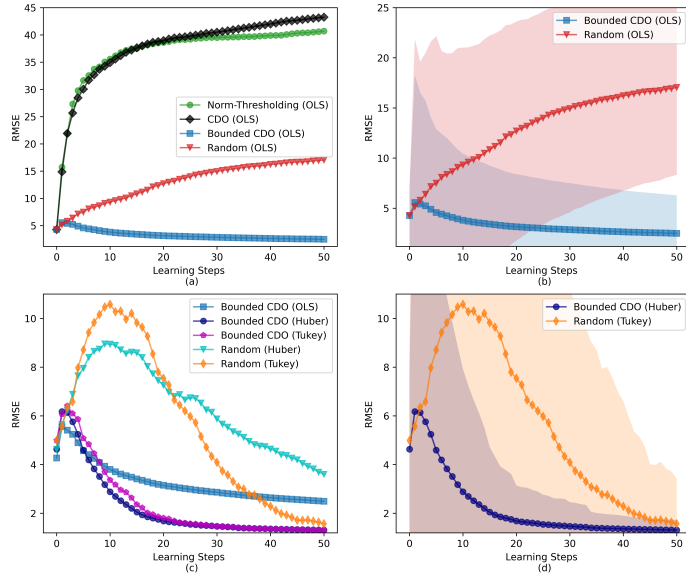 45
40
35
30
25
20
15
10
5
RMSE
Norm-Thresholding (OLS)
CDO (OLS)
Bounded CDO (OLS)
Random (OLS)
0 10 20 30 40 50
Learning Steps
(a)
25
20
15
10
5
RMSE
Bounded CDO (OLS)
Random (OLS)
0 10 20 30 40 50
Learning Steps
(b)
10
8
6
4
2
RMSE
Bounded CDO (OLS)
Bounded CDO (Huber)
Bounded CDO (Tukey)
Random (Huber)
Random (Tukey)
0 10 20 30 40 50
Learning Steps
(c)
10
8
6
4
2
RMSE
Bounded CDO (Huber)
Random (Tukey)
0 10 20 30 40 50
Learning Steps
(d)